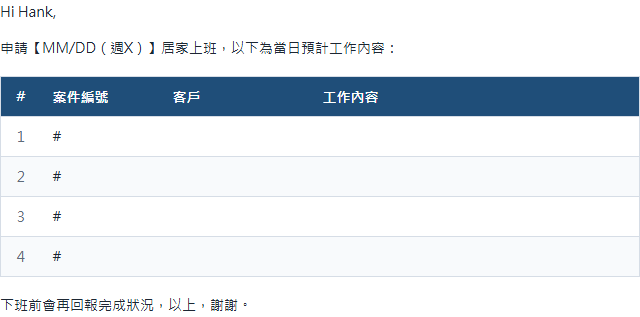 Hi Hank,
申請【MM/DD（週X）】居家上班，以下為當日預計工作內容：
# 案件編號 客戶 工作內容
1 #
2 #
3 #
4 #
下班前會再回報完成狀況，以上，謝謝。